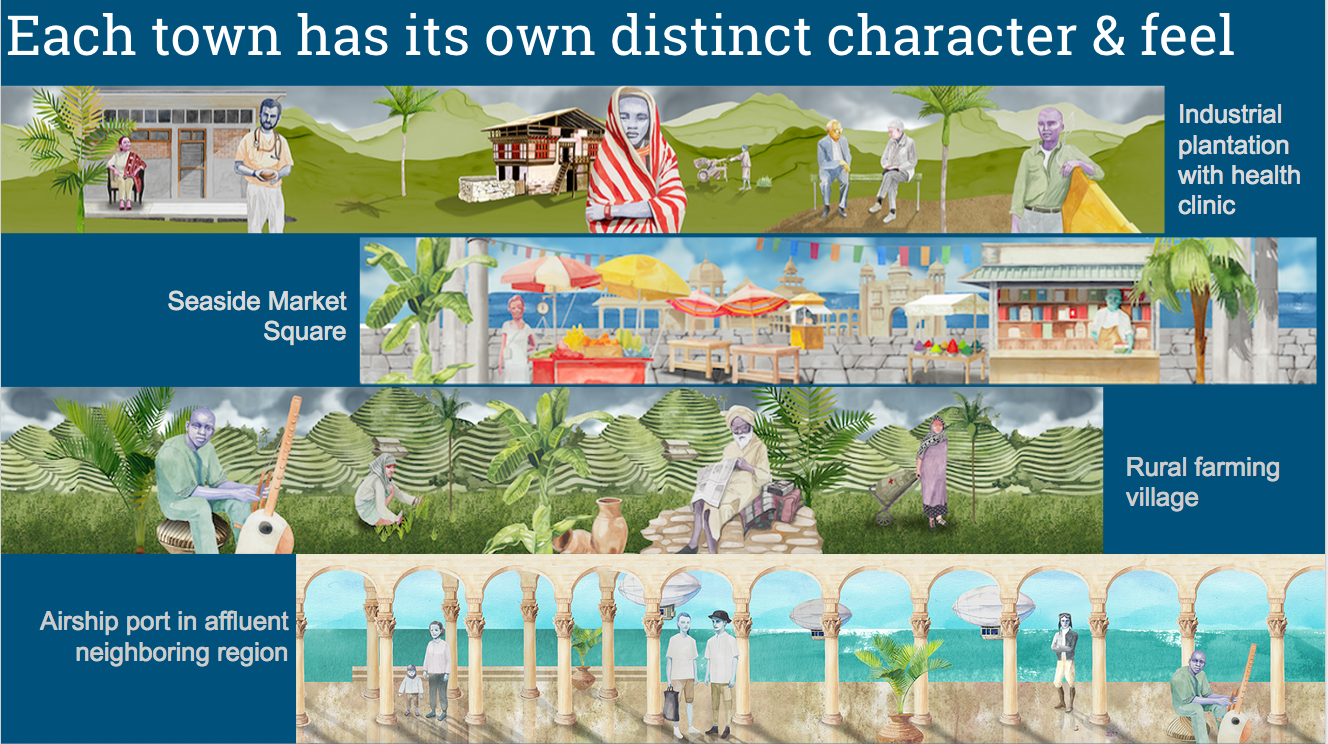 Each town has its own distinct character & feel
Industrial
plantation
with health
clinic
Seaside Market
Square
Rural farming
village
Airship port in affluent
neighboring region